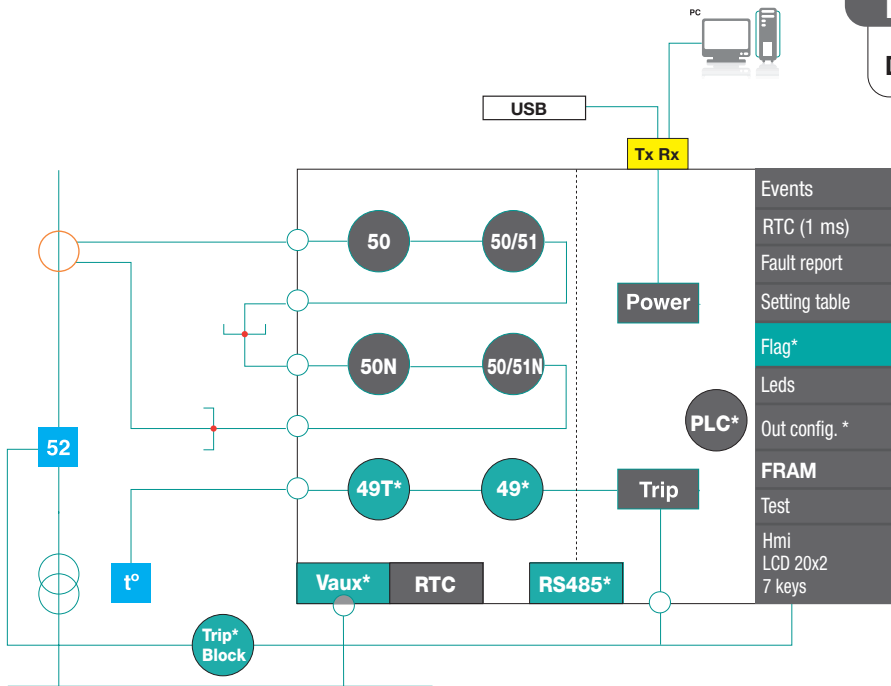 PC
D
USB
Tx Rx
Events
RTC (1 ms)
Fault report
Setting table
Flag*
Leds
Out config. *
FRAM
Test
Hmi
LCD 20x2
7 keys
50
50/51
Power
50N
50/51N
PLC*
52
49T*
49*
Trip
t°
Vaux*
RTC
RS485*
Trip*
Block